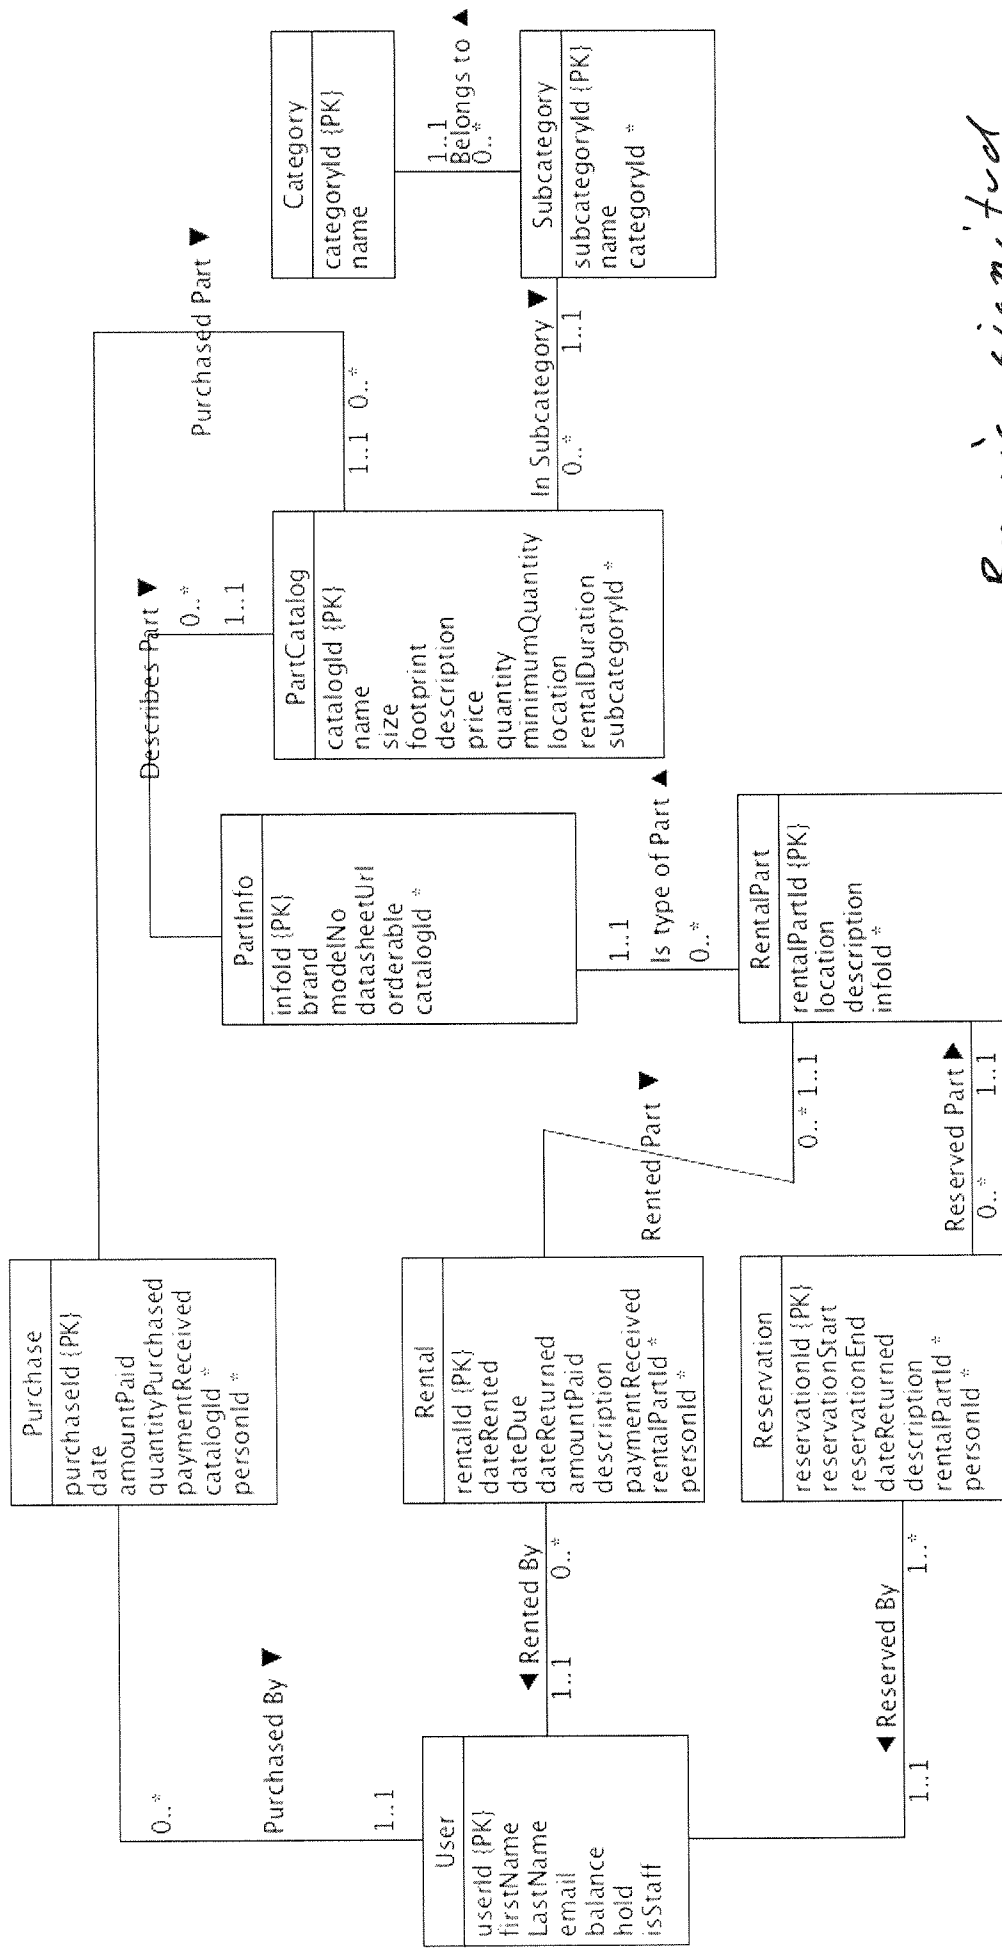 Purchase
purchaseId {PK}
date
amountPaid
quantityPurchased
paymentReceived
catalogId *
personId *
0..*
Purchased By ▼
1..1
User
userId {PK}
firstName
LastName
email
balance
hold
isStaff
◀ Rented By
1..1
0..*
Rental
rentalId {PK}
dateRented
dateDue
dateReturned
amountPaid
description
paymentReceived
rentalPartId *
personId *
◀ Reserved By
1..1
1..*
Reservation
reservationId {PK}
reservationStart
reservationEnd
dateReturned
description
rentalPartId *
personId *
Rented Part ▼
0..* 1..1
Reserved Part ▶
0..*
1..1
RentalPart
rentalPartId {PK}
location
description
infoId *
1..1
Is type of Part ▲
0..*
PartInfo
infoId {PK}
brand
modelNo
datasheetUrl
orderable
catalogId *
Describes Part ▼
0..*
1..1
PartCatalog
catalogId {PK}
name
size
footprint
description
price
quantity
minimumQuantity
location
rentalDuration
subcategoryId *
Purchased Part ▼
1..1 0..*
In Subcategory ▼
0..*
1..1
Category
categoryId {PK}
name
1..1
Belongs to ▲
0..*
Subcategory
subcategoryId {PK}
name
categoryId *